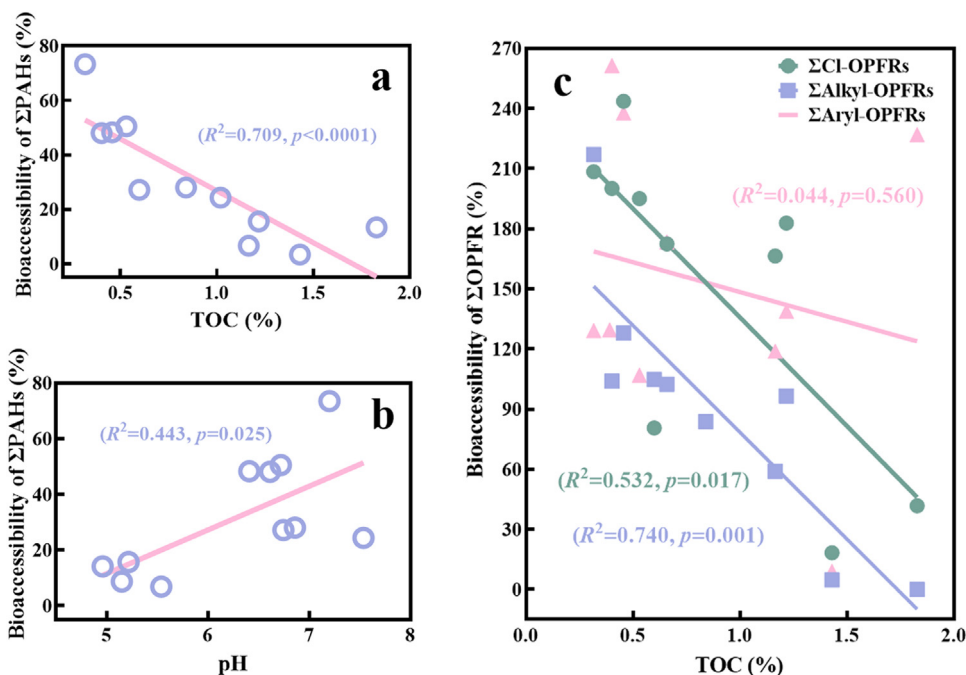 a
Bioaccessibility of ΣPAHs (%)
80
60
40
20
0
(R²=0.709, p<0.0001)
0.5
1.0
1.5
2.0
TOC (%)
b
Bioaccessibility of ΣPAHs (%)
80
60
40
20
0
(R²=0.443, p=0.025)
5
6
7
8
pH
c
Bioaccessibility of ΣOPFR (%)
270
240
210
180
150
120
90
60
30
0
ΣCl-OPFRs
ΣAlkyl-OPFRs
ΣAryl-OPFRs
(R²=0.044, p=0.560)
(R²=0.532, p=0.017)
(R²=0.740, p=0.001)
0.0
0.5
1.0
1.5
2.0
TOC (%)